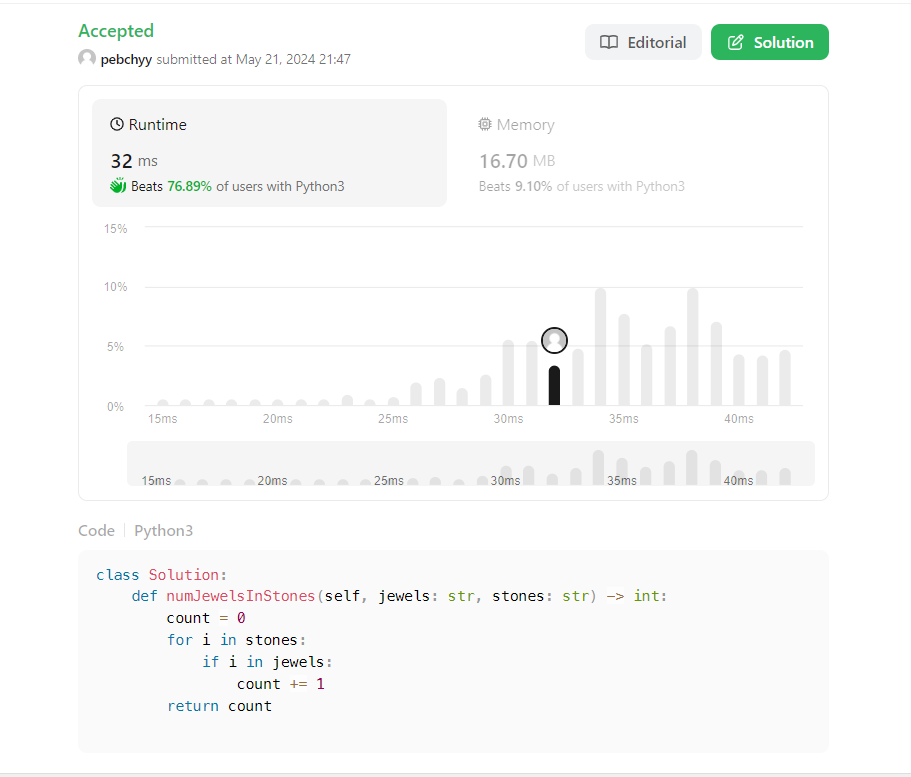 Accepted
pebchyy submitted at May 21, 2024 21:47
Editorial
Solution
Runtime
32 ms
Beats 76.89% of users with Python3
Memory
16.70 MB
Beats 9.10% of users with Python3
15%
10%
5%
0%
15ms 20ms 25ms 30ms 35ms 40ms
15ms 20ms 25ms 30ms 35ms 40ms
Code | Python3
class Solution:
    def numJewelsInStones(self, jewels: str, stones: str) -> int:
        count = 0
        for i in stones:
            if i in jewels:
                count += 1
        return count